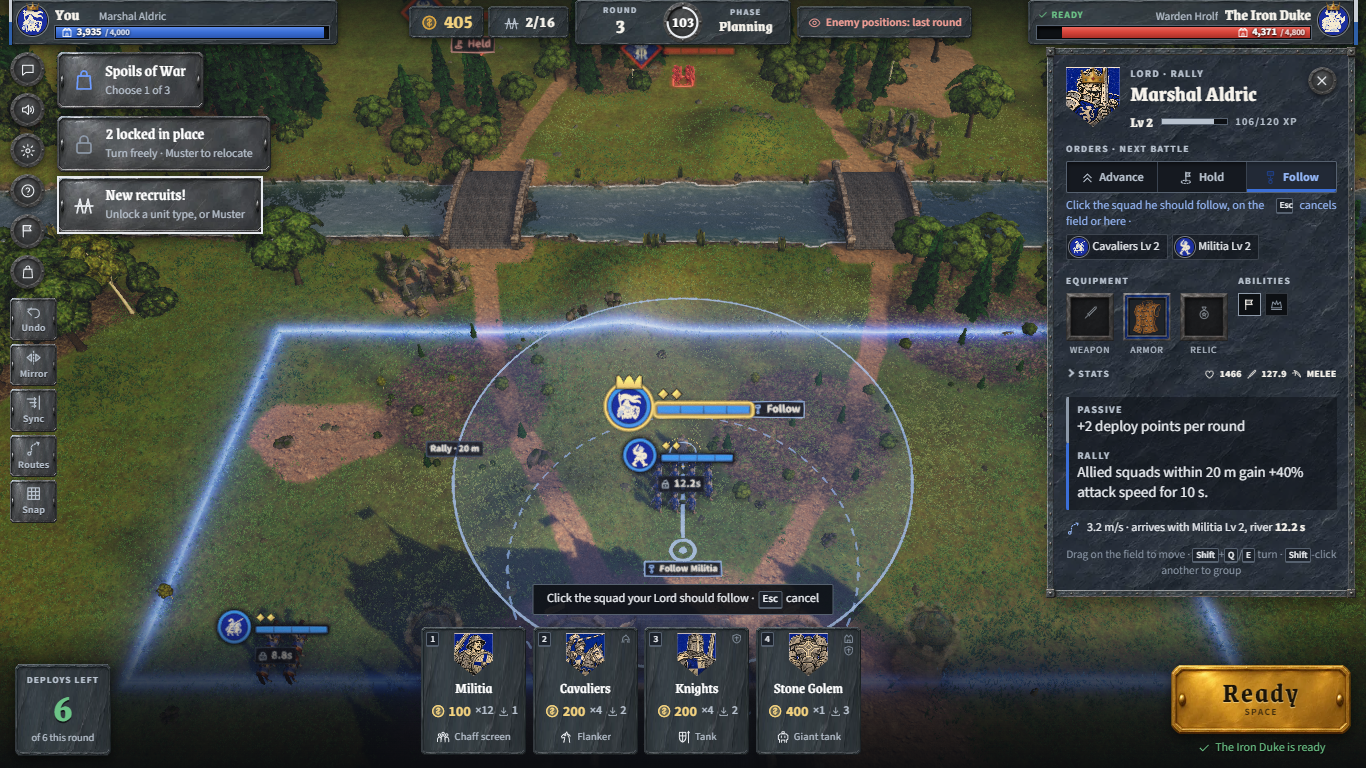 You Marshal Aldric
3,935 / 4,000
405
2/16
ROUND
3
103
PHASE
Planning
Enemy positions: last round
READY
Warden Hrolf The Iron Duke
4,371 / 4,800
Held
Spoils of War
Choose 1 of 3
2 locked in place
Turn freely · Muster to relocate
New recruits!
Unlock a unit type, or Muster
Undo
Mirror
Sync
Routes
Snap
LORD · RALLY
Marshal Aldric
Lv 2 106/120 XP
ORDERS · NEXT BATTLE
Advance Hold Follow
Click the squad he should follow, on the Esc cancels
field or here ·
Cavaliers Lv 2 Militia Lv 2
EQUIPMENT ABILITIES
WEAPON ARMOR RELIC
STATS 1466 127.9 MELEE
PASSIVE
+2 deploy points per round
RALLY
Allied squads within 20 m gain +40%
attack speed for 10 s.
3.2 m/s · arrives with Militia Lv 2, river 12.2 s
Drag on the field to move · Shift + Q / E turn · Shift -click
another to group
Follow
Rally · 20 m
12.2s
Follow Militia
Click the squad your Lord should follow · Esc cancel
8.8s
DEPLOYS LEFT
6
of 6 this round
1
Militia
100 ×12 1
Chaff screen
2
Cavaliers
200 ×4 2
Flanker
3
Knights
200 ×4 2
Tank
4
Stone Golem
400 ×1 3
Giant tank
Ready
SPACE
The Iron Duke is ready